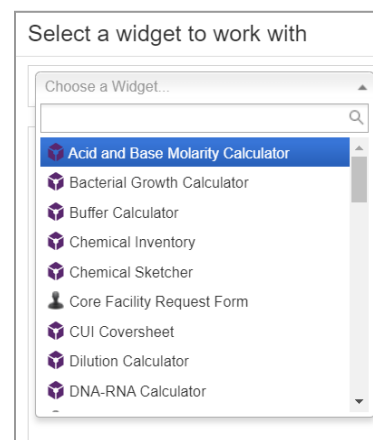 Select a widget to work with
Choose a Widget...
Acid and Base Molarity Calculator
Bacterial Growth Calculator
Buffer Calculator
Chemical Inventory
Chemical Sketcher
Core Facility Request Form
CUI Coversheet
Dilution Calculator
DNA-RNA Calculator